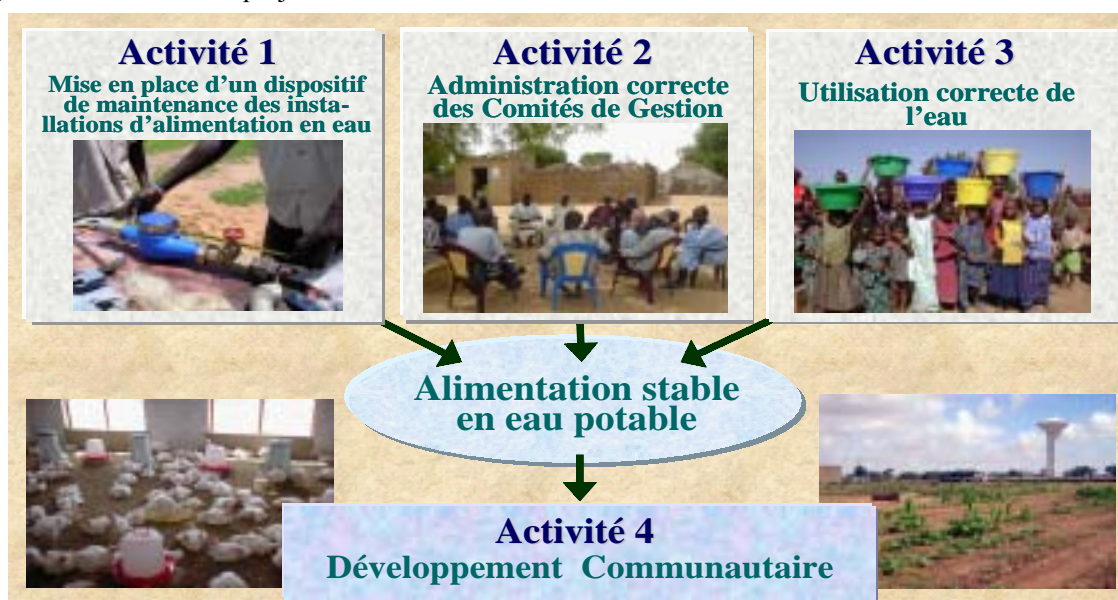 Activité 1
Mise en place d'un dispositif
de maintenance des insta-
llations d'alimentation en eau
Activité 2
Administration correcte
des Comités de Gestion
Activité 3
Utilisation correcte de
l'eau
Alimentation stable
en eau potable
Activité 4
Développement Communautaire